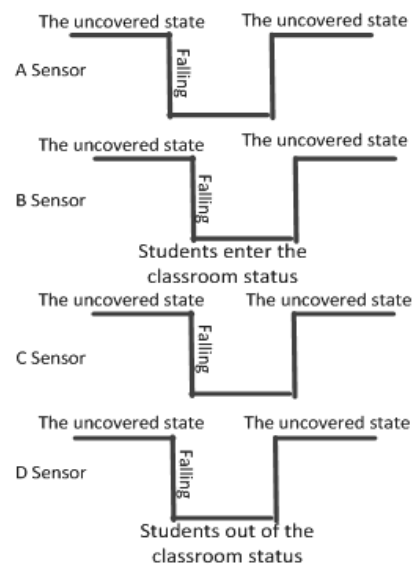 The uncovered state The uncovered state
A Sensor
Falling
The uncovered state The uncovered state
B Sensor
Falling
Students enter the
classroom status
The uncovered state The uncovered state
C Sensor
Falling
The uncovered state The uncovered state
D Sensor
Falling
Students out of the
classroom status